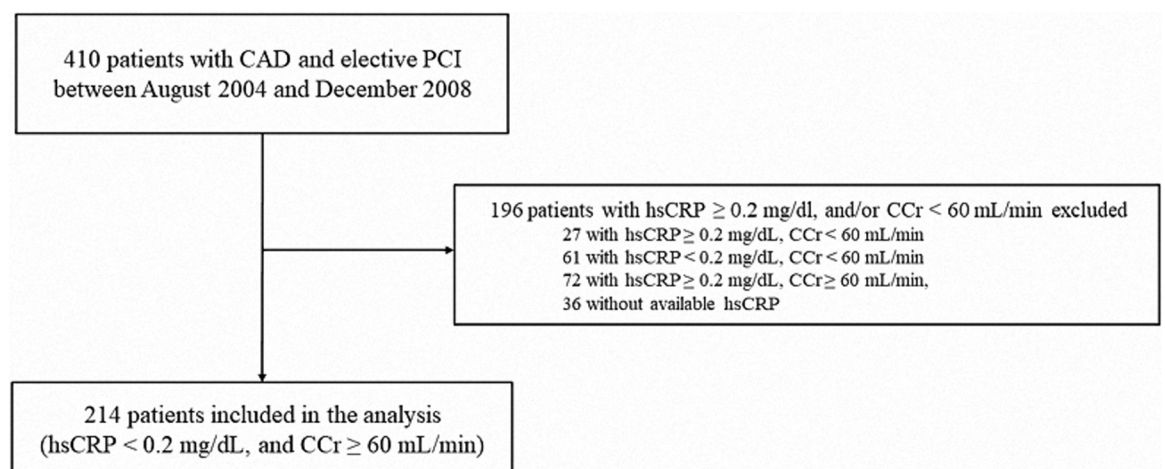 410 patients with CAD and elective PCI
between August 2004 and December 2008
196 patients with hsCRP ≥ 0.2 mg/dl, and/or CCr < 60 mL/min excluded
27 with hsCRP ≥ 0.2 mg/dL, CCr < 60 mL/min
61 with hsCRP < 0.2 mg/dL, CCr < 60 mL/min
72 with hsCRP ≥ 0.2 mg/dL, CCr ≥ 60 mL/min,
36 without available hsCRP
214 patients included in the analysis
(hsCRP < 0.2 mg/dL, and CCr ≥ 60 mL/min)